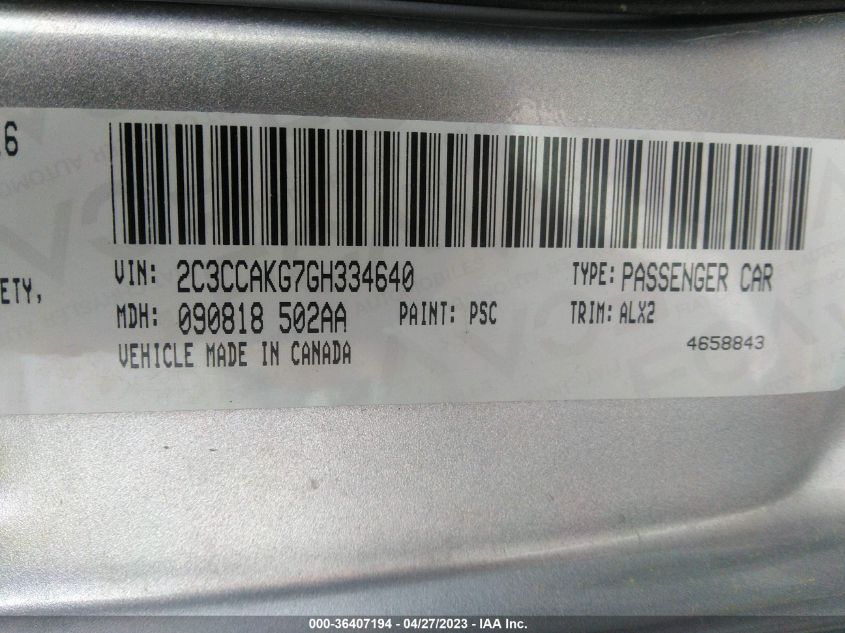 6
VIN: 2C3CCAKG7GH334640 TYPE: PASSENGER CAR
ETY,
MDH: 090818 502AA PAINT: PSC TRIM: ALX2
VEHICLE MADE IN CANADA 4658843
000-36407194 - 04/27/2023 - IAA Inc.